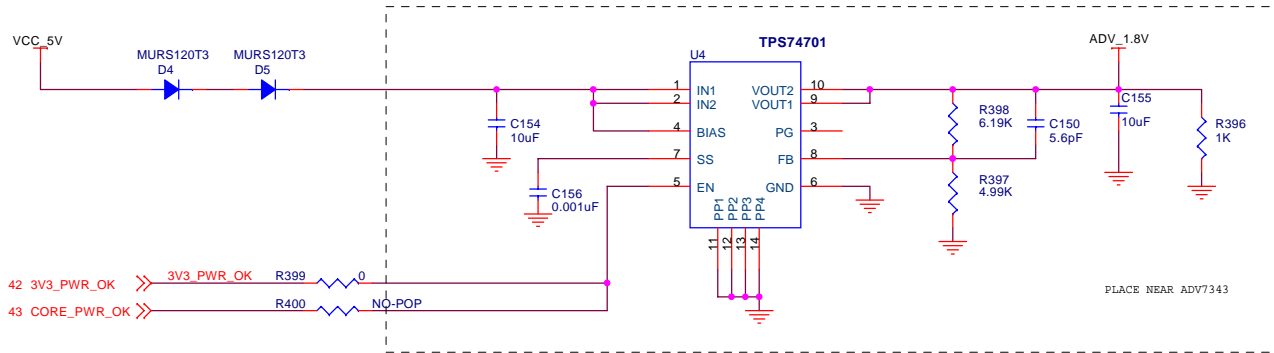 VCC_5V
MURS120T3
D4
MURS120T3
D5
TPS74701
U4
ADV_1.8V
1 IN1
2 IN2
4 BIAS
7 SS
5 EN
VOUT2 10
VOUT1 9
PG 3
FB 8
GND 6
PP1
PP2
PP3
PP4
11
12
13
14
C154
10uF
C156
0.001uF
R398
6.19K
C150
5.6pF
C155
10uF
R396
1K
R397
4.99K
42 3V3_PWR_OK
3V3_PWR_OK
R399
0
43 CORE_PWR_OK
R400
NO-POP
PLACE NEAR ADV7343